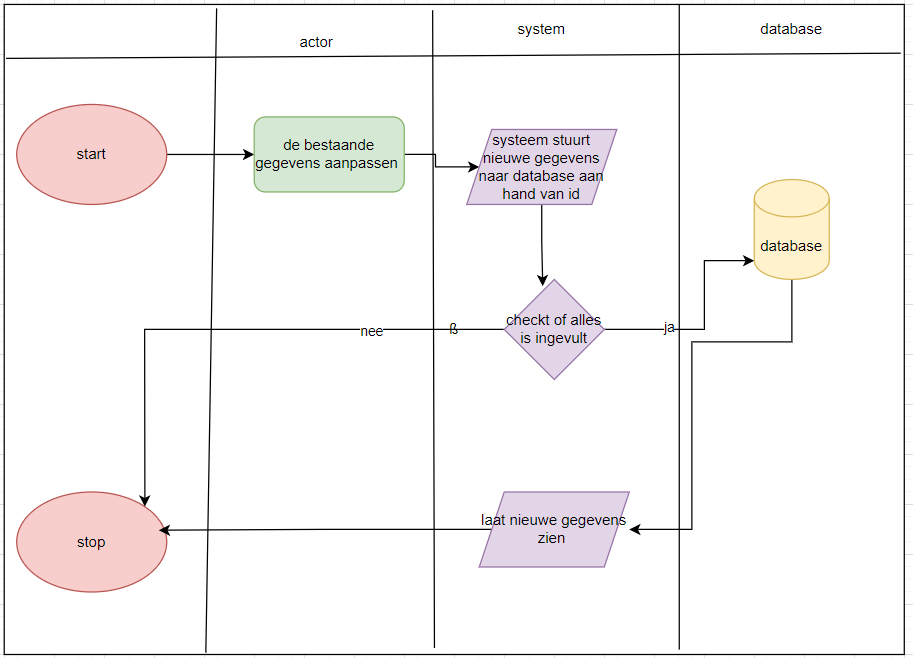 actor
system
database
start
de bestaande
gegevens aanpassen
systeem stuurt
nieuwe gegevens
naar database aan
hand van id
database
checkt of alles
is ingevult
nee
ß
ja
laat nieuwe gegevens
zien
stop